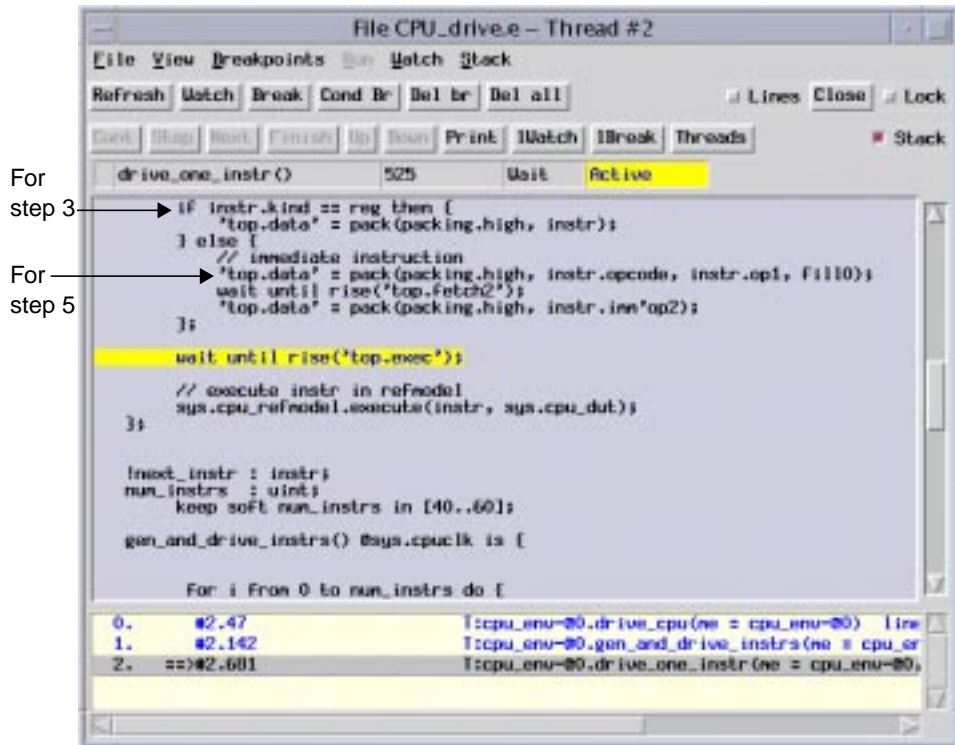 File CPU_drive.e – Thread #2
File View Breakpoints Run Watch Stack
Refresh Watch Break Cond Br Del br Del all Lines Close Lock
Cont Stop Next Finish Up Down Print lWatch lBreak Threads Stack
drive_one_instr() 525 Wait Active
For step 3
if instr.kind == reg then {
'top.data' = pack(packing.high, instr);
} else {
// immediate instruction
For step 5
'top.data' = pack(packing.high, instr.opcode, instr.op1, fill0);
wait until rise('top.fetch2');
'top.data' = pack(packing.high, instr.imm'op2);
};
wait until rise('top.exec');
// execute instr in refmodel
sys.cpu_refmodel.execute(instr, sys.cpu_dut);
};
!next_instr : instr;
num_instrs : uint;
keep soft num_instrs in [40..60];
gen_and_drive_instrs() @sys.cpuclk is {
For i From 0 to num_instrs do {
0. #2.47 T:cpu_env-@0.drive_cpu(me = cpu_env-@0) line
1. #2.142 T:cpu_env-@0.gen_and_drive_instrs(me = cpu_er
2. ==>#2.681 T:cpu_env-@0.drive_one_instr(me = cpu_env-@0,